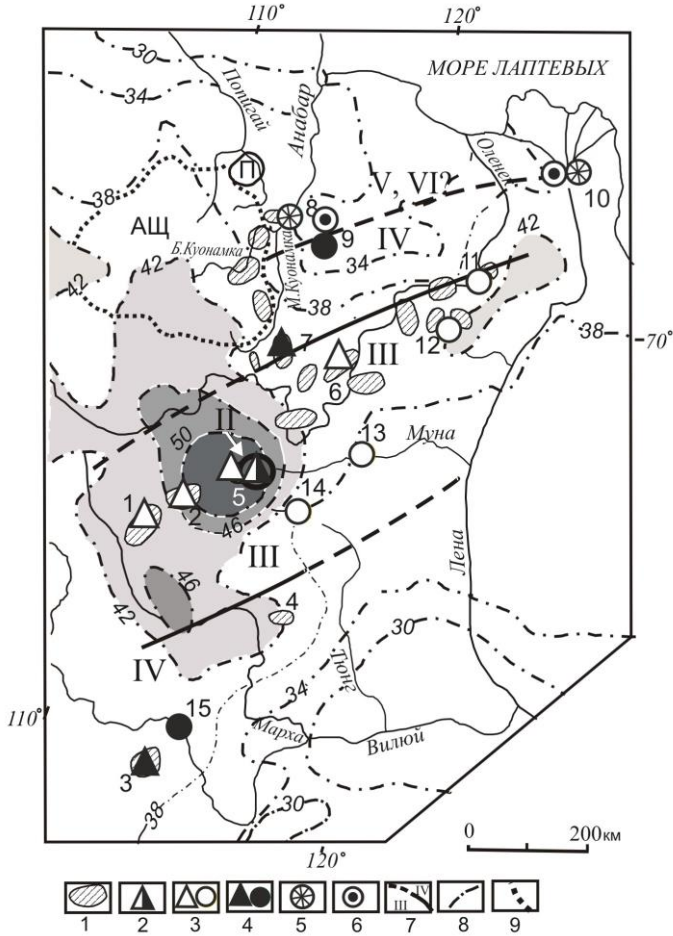 110° 120°
30
34
МОРЕ ЛАПТЕВЫХ
Попигай
Анабар
Оленек
П
38
V, VI?
10
8
АЩ
Б.Куонамка
М.Куонамка
9
IV
34
42
42
42
11
38
12
38
70°
7
III
6
50
II
Муна
13
5
1
2
46
14
III
Лена
46
42
4
30
IV
Тюнг
34
110°
15
Марха
Вилюй
3
38
30
0 200км
120°
III IV
1 2 3 4 5 6 7 8 9